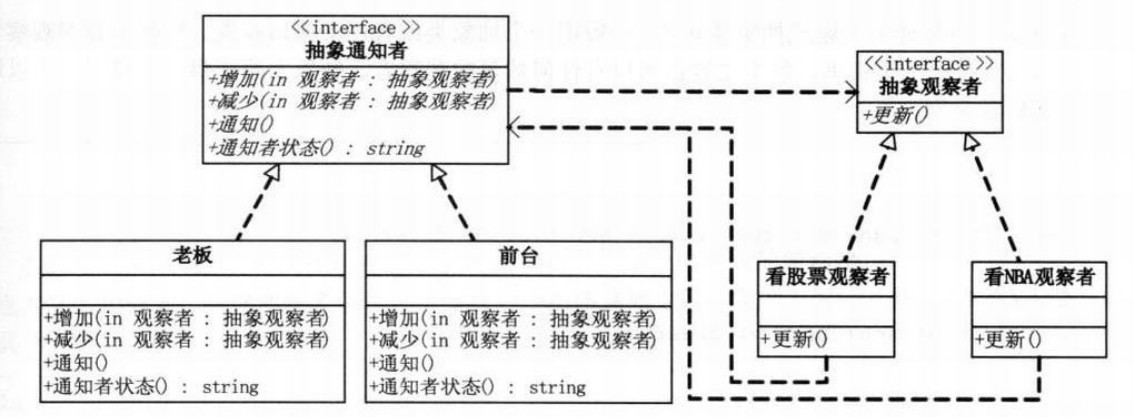 <<interface >>
抽象通知者
+增加(in 观察者 : 抽象观察者)
+减少(in 观察者 : 抽象观察者)
+通知()
+通知者状态() : string
<<interface >>
抽象观察者
+更新()
老板
+增加(in 观察者 : 抽象观察者)
+减少(in 观察者 : 抽象观察者)
+通知()
+通知者状态() : string
前台
+增加(in 观察者 : 抽象观察者)
+减少(in 观察者 : 抽象观察者)
+通知()
+通知者状态() : string
看股票观察者
+更新()
看NBA观察者
+更新()